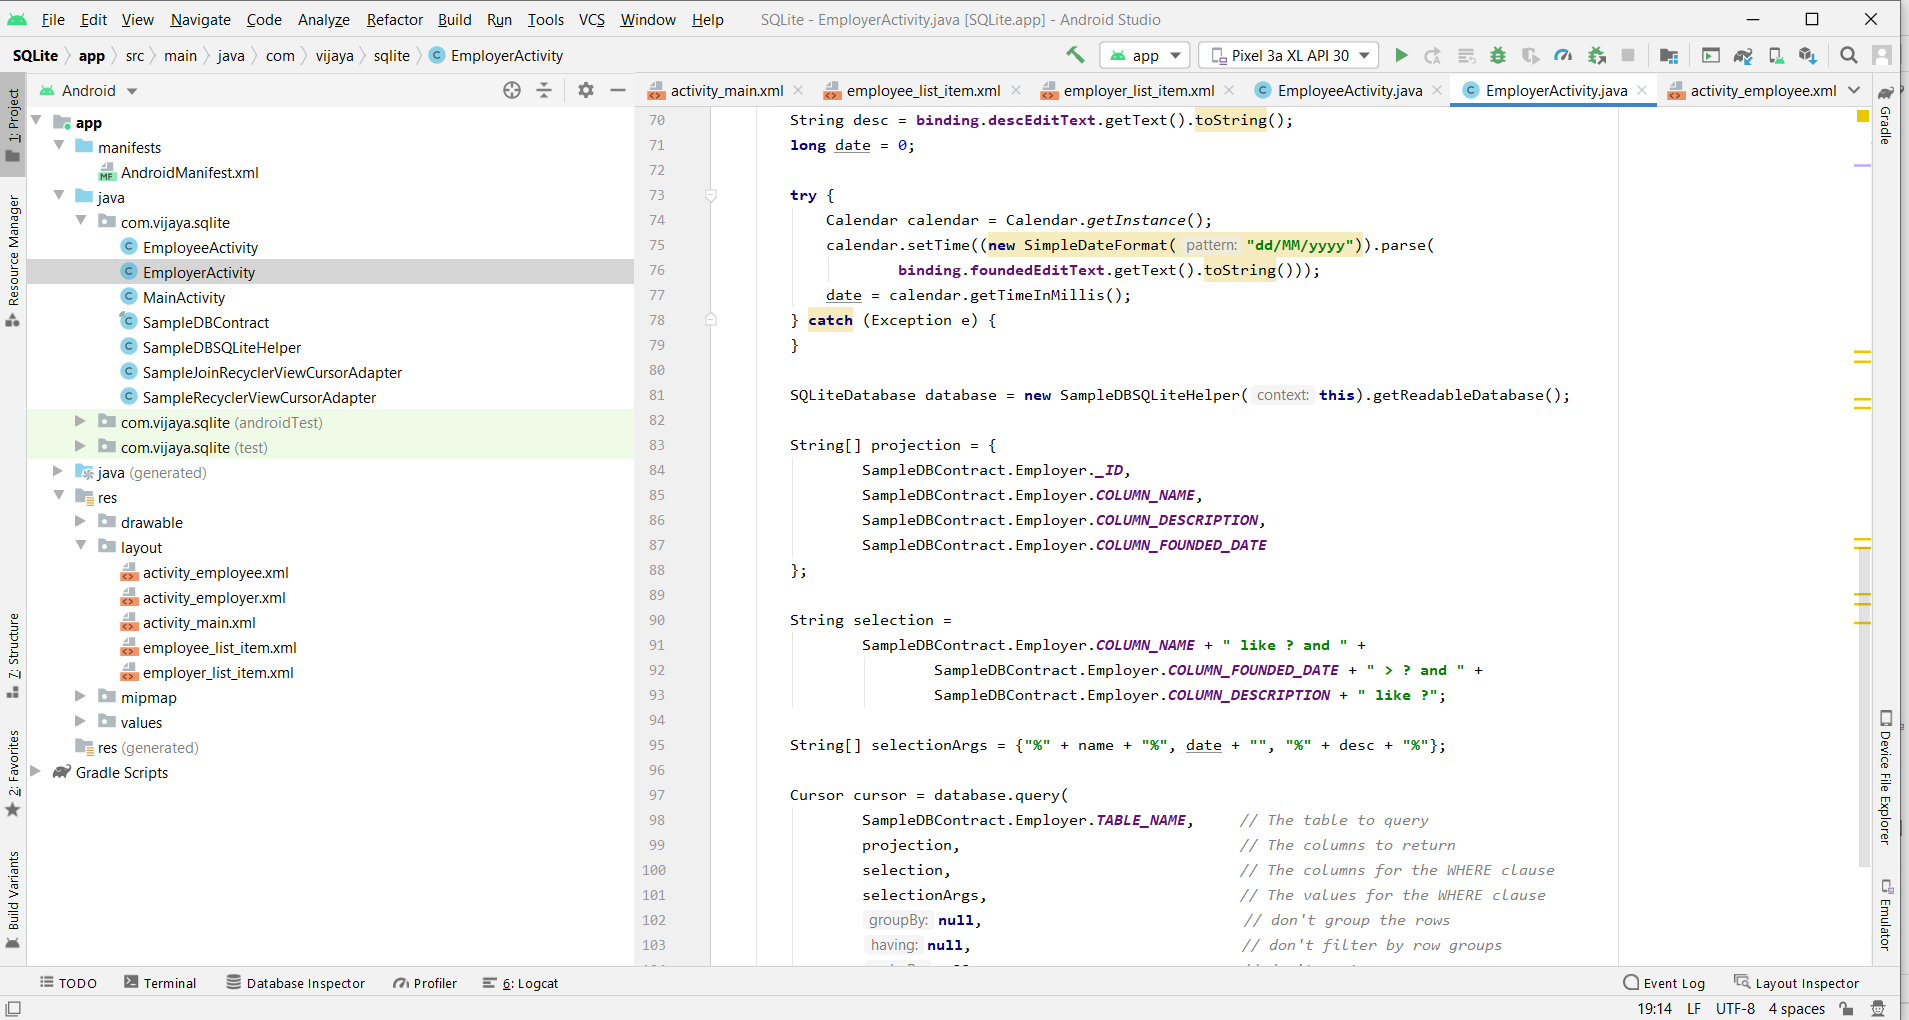 File Edit View Navigate Code Analyze Refactor Build Run Tools VCS Window Help SQLite - EmployerActivity.java [SQLite.app] - Android Studio
SQLite app src main java com vijaya sqlite EmployerActivity app Pixel 3a XL API 30
Android
activity_main.xml employee_list_item.xml employer_list_item.xml EmployeeActivity.java EmployerActivity.java activity_employee.xml
1: Project
Resource Manager
7: Structure
2: Favorites
Build Variants
app
manifests
AndroidManifest.xml
java
com.vijaya.sqlite
EmployeeActivity
EmployerActivity
MainActivity
SampleDBContract
SampleDBSQLiteHelper
SampleJoinRecyclerViewCursorAdapter
SampleRecyclerViewCursorAdapter
com.vijaya.sqlite (androidTest)
com.vijaya.sqlite (test)
java (generated)
res
drawable
layout
activity_employee.xml
activity_employer.xml
activity_main.xml
employee_list_item.xml
employer_list_item.xml
mipmap
values
res (generated)
Gradle Scripts
70 String desc = binding.descEditText.getText().toString();
71 long date = 0;
72
73 try {
74 Calendar calendar = Calendar.getInstance();
75 calendar.setTime((new SimpleDateFormat( pattern: "dd/MM/yyyy")).parse(
76 binding.foundedEditText.getText().toString()));
77 date = calendar.getTimeInMillis();
78 } catch (Exception e) {
79 }
80
81 SQLiteDatabase database = new SampleDBSQLiteHelper( context: this).getReadableDatabase();
82
83 String[] projection = {
84 SampleDBContract.Employer._ID,
85 SampleDBContract.Employer.COLUMN_NAME,
86 SampleDBContract.Employer.COLUMN_DESCRIPTION,
87 SampleDBContract.Employer.COLUMN_FOUNDED_DATE
88 };
89
90 String selection =
91 SampleDBContract.Employer.COLUMN_NAME + " like ? and " +
92 SampleDBContract.Employer.COLUMN_FOUNDED_DATE + " > ? and " +
93 SampleDBContract.Employer.COLUMN_DESCRIPTION + " like ?";
94
95 String[] selectionArgs = {"%" + name + "%", date + "", "%" + desc + "%"};
96
97 Cursor cursor = database.query(
98 SampleDBContract.Employer.TABLE_NAME, // The table to query
99 projection, // The columns to return
100 selection, // The columns for the WHERE clause
101 selectionArgs, // The values for the WHERE clause
102 groupBy: null, // don't group the rows
103 having: null, // don't filter by row groups
Gradle
Device File Explorer
Emulator
TODO Terminal Database Inspector Profiler 6: Logcat Event Log Layout Inspector
19:14 LF UTF-8 4 spaces